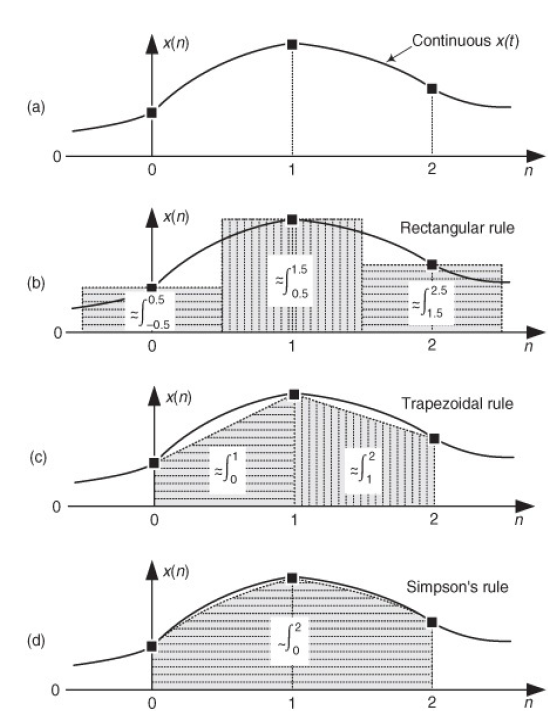 x(n)
Continuous x(t)
(a)
0
0
1
2
n
x(n)
Rectangular rule
(b)
≈∫_{-0.5}^{0.5}
≈∫_{0.5}^{1.5}
≈∫_{1.5}^{2.5}
0
0
1
2
n
x(n)
Trapezoidal rule
(c)
≈∫_0^1
≈∫_1^2
0
0
1
2
n
x(n)
Simpson's rule
(d)
~∫_0^2
0
0
1
2
n